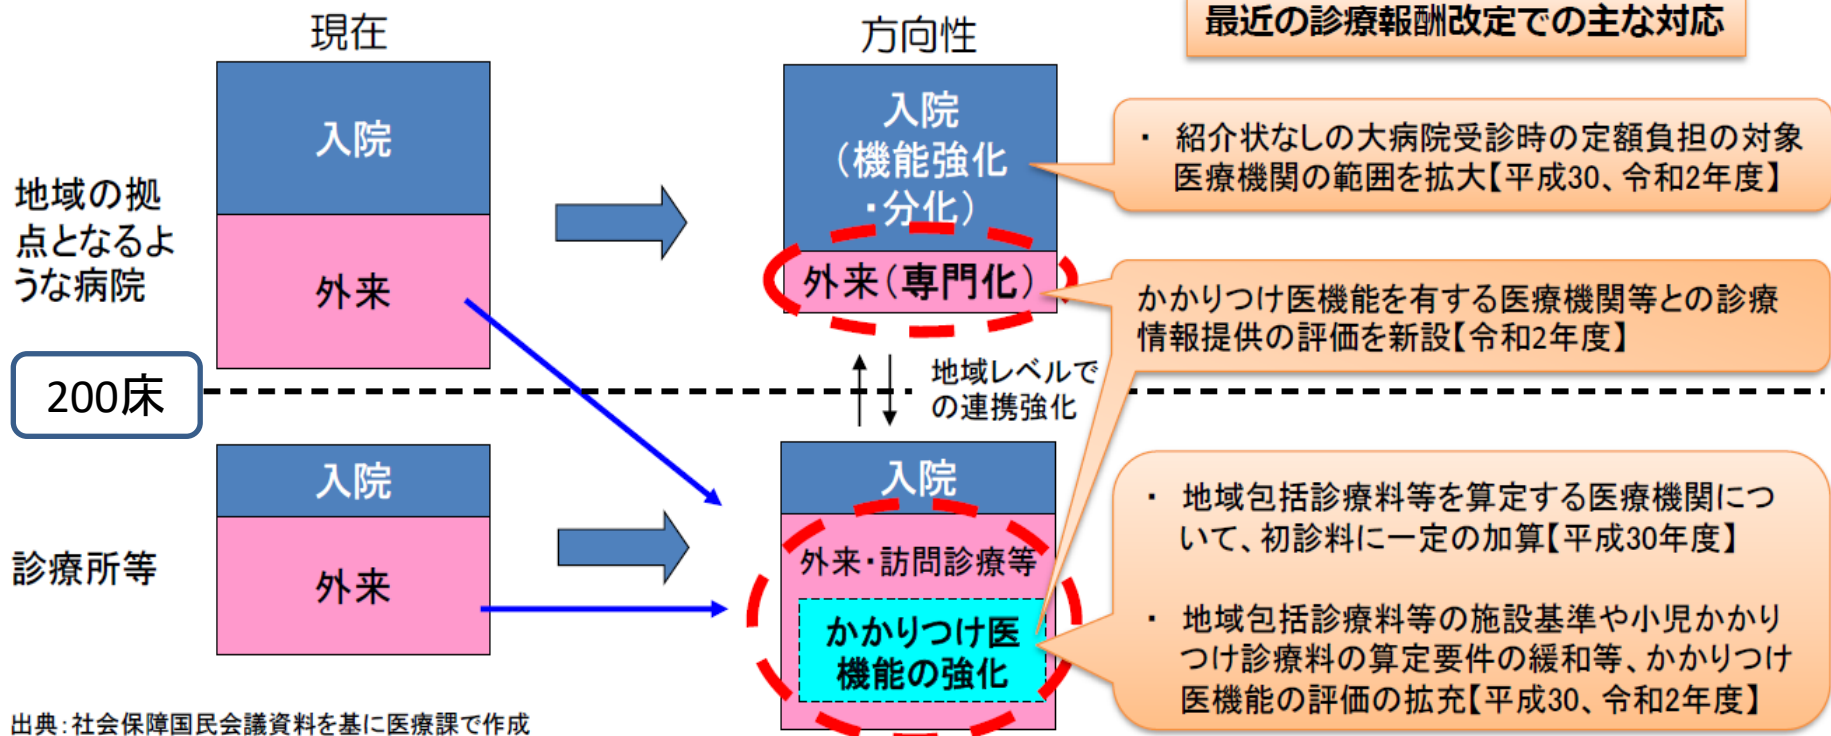 現在
方向性
最近の診療報酬改定での主な対応
地域の拠
点となるよ
うな病院
入院
外来
入院
（機能強化
・分化）
外来（専門化）
・ 紹介状なしの大病院受診時の定額負担の対象
医療機関の範囲を拡大【平成30、令和2年度】
かかりつけ医機能を有する医療機関等との診療
情報提供の評価を新設【令和2年度】
200床
地域レベルで
の連携強化
診療所等
入院
外来
入院
外来・訪問診療等
かかりつけ医
機能の強化
・ 地域包括診療料等を算定する医療機関につ
いて、初診料に一定の加算【平成30年度】
・ 地域包括診療料等の施設基準や小児かかり
つけ診療料の算定要件の緩和等、かかりつけ
医機能の評価の拡充【平成30、令和2年度】
出典：社会保障国民会議資料を基に医療課で作成